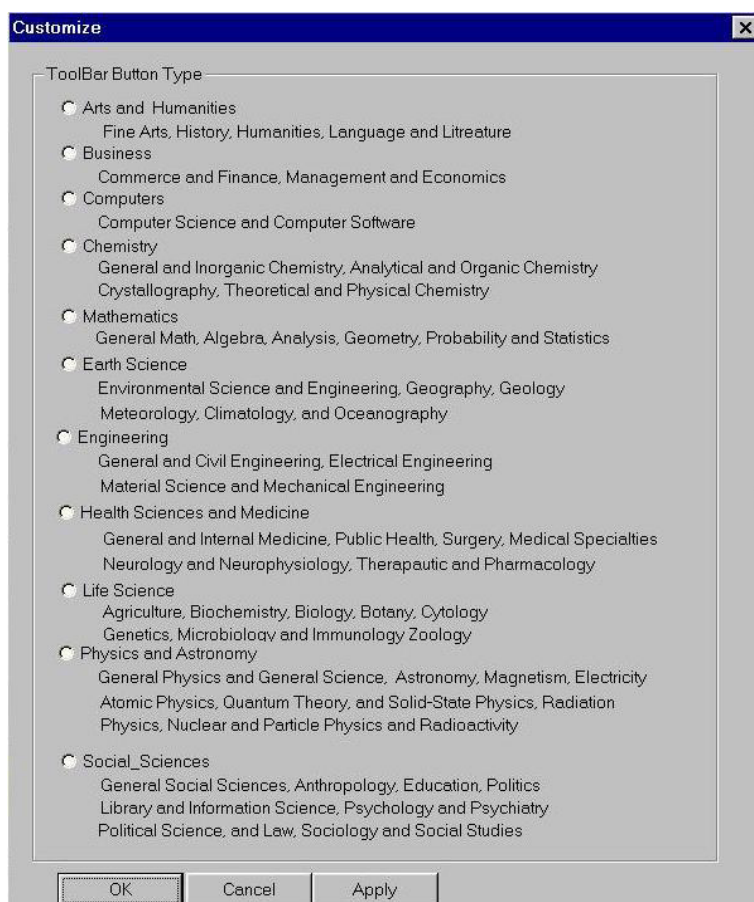 Customize
ToolBar Button Type
Arts and Humanities
Fine Arts, History, Humanities, Language and Litreature
Business
Commerce and Finance, Management and Economics
Computers
Computer Science and Computer Software
Chemistry
General and Inorganic Chemistry, Analytical and Organic Chemistry
Crystallography, Theoretical and Physical Chemistry
Mathematics
General Math, Algebra, Analysis, Geometry, Probability and Statistics
Earth Science
Environmental Science and Engineering, Geography, Geology
Meteorology, Climatology, and Oceanography
Engineering
General and Civil Engineering, Electrical Engineering
Material Science and Mechanical Engineering
Health Sciences and Medicine
General and Internal Medicine, Public Health, Surgery, Medical Specialties
Neurology and Neurophysiology, Therapautic and Pharmacology
Life Science
Agriculture, Biochemistry, Biology, Botany, Cytology
Genetics, Microbiology and Immunology Zoology
Physics and Astronomy
General Physics and General Science, Astronomy, Magnetism, Electricity
Atomic Physics, Quantum Theory, and Solid-State Physics, Radiation
Physics, Nuclear and Particle Physics and Radioactivity
Social_Sciences
General Social Sciences, Anthropology, Education, Politics
Library and Information Science, Psychology and Psychiatry
Political Science, and Law, Sociology and Social Studies
OK Cancel Apply